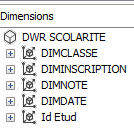 Dimensions
DWR SCOLARITE
DIMCLASSE
DIMINSCRIPTION
DIMNOTE
DIMDATE
Id Etud